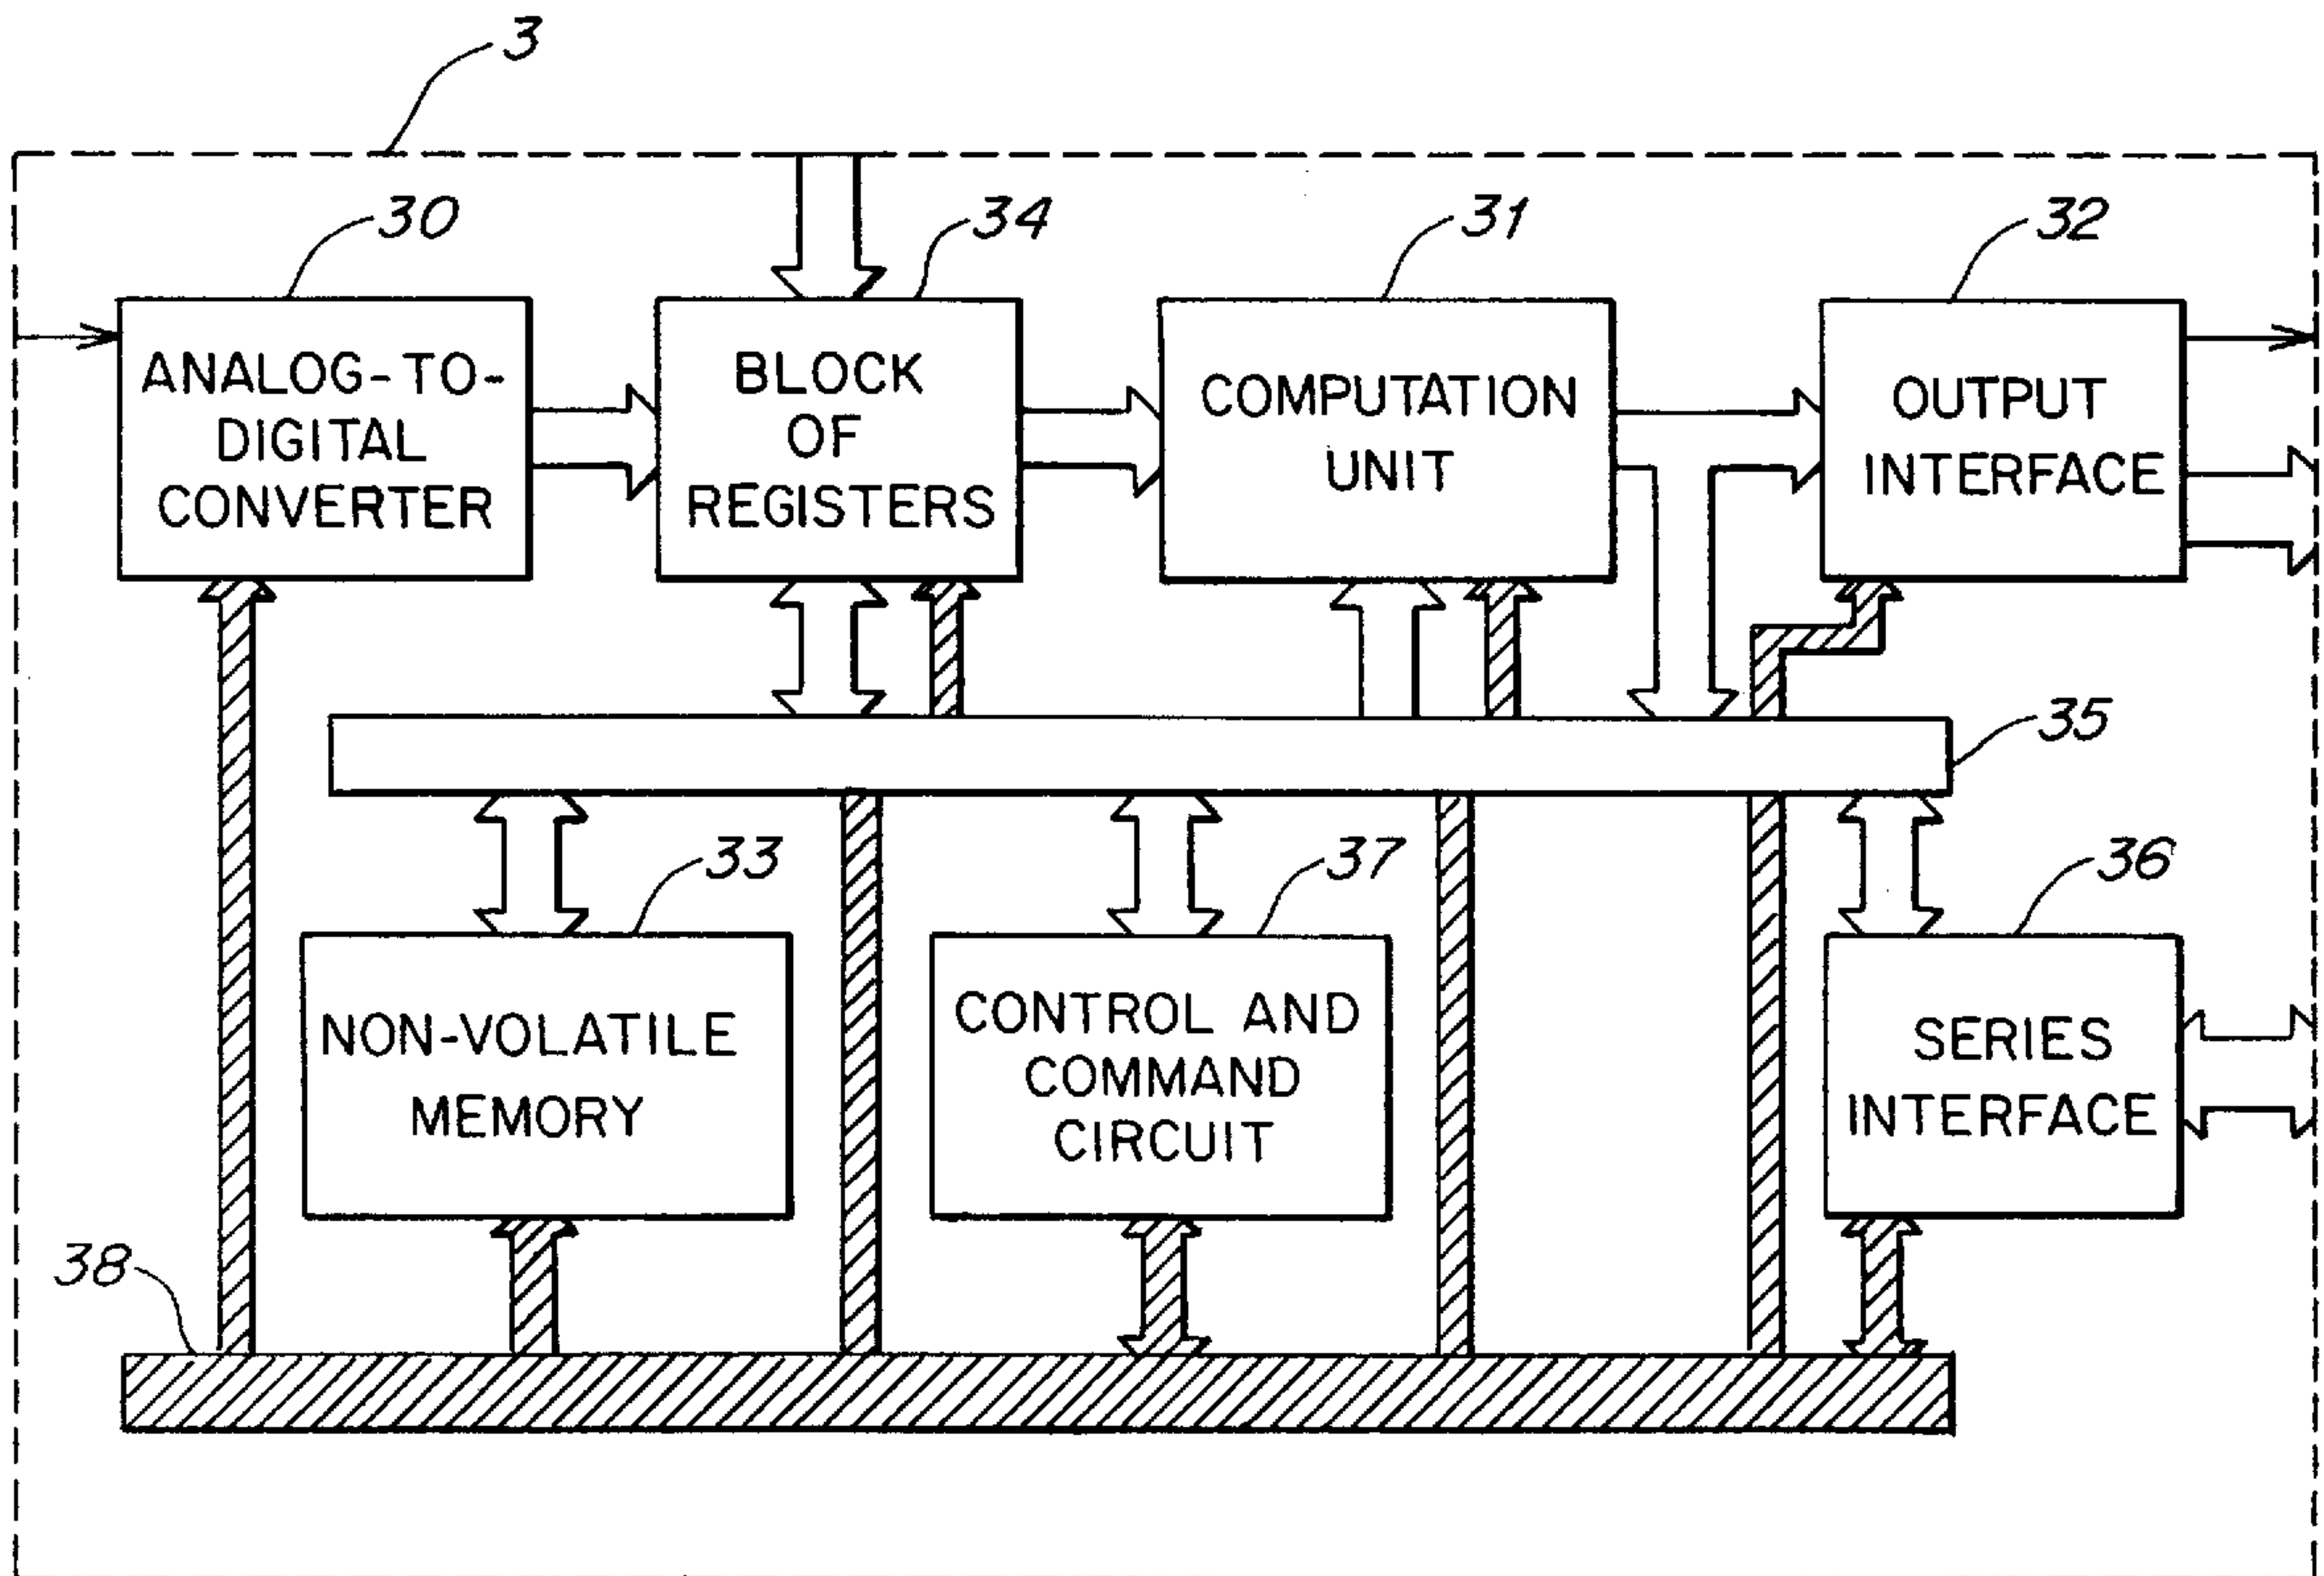 3
30
34
31
32
ANALOG-TO-
DIGITAL
CONVERTER
BLOCK
OF
REGISTERS
COMPUTATION
UNIT
OUTPUT
INTERFACE
35
33
37
36
NON-VOLATILE
MEMORY
CONTROL AND
COMMAND
CIRCUIT
SERIES
INTERFACE
38